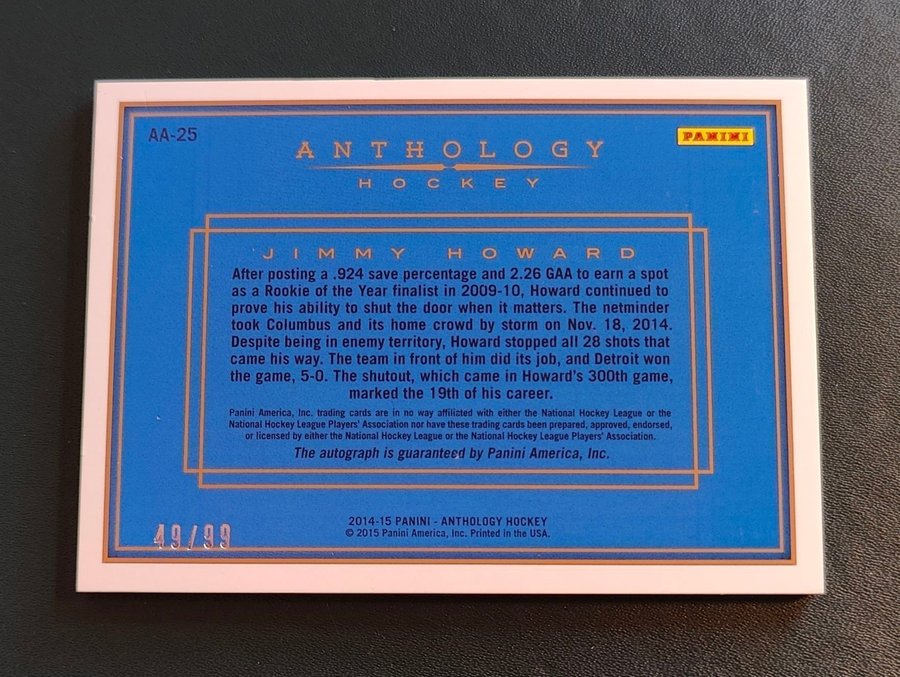 AA-25
PANINI
ANTHOLOGY
HOCKEY
JIMMY HOWARD
After posting a .924 save percentage and 2.26 GAA to earn a spot
as a Rookie of the Year finalist in 2009-10, Howard continued to
prove his ability to shut the door when it matters. The netminder
took Columbus and its home crowd by storm on Nov. 18, 2014.
Despite being in enemy territory, Howard stopped all 28 shots that
came his way. The team in front of him did its job, and Detroit won
the game, 5-0. The shutout, which came in Howard's 300th game,
marked the 19th of his career.
Panini America, Inc. trading cards are in no way affiliated with either the National Hockey League or the
National Hockey League Players' Association nor have these trading cards been prepared, approved, endorsed,
or licensed by either the National Hockey League or the National Hockey League Players' Association.
The autograph is guaranteed by Panini America, Inc.
2014-15 PANINI - ANTHOLOGY HOCKEY
© 2015 Panini America, Inc. Printed in the USA.
49/99